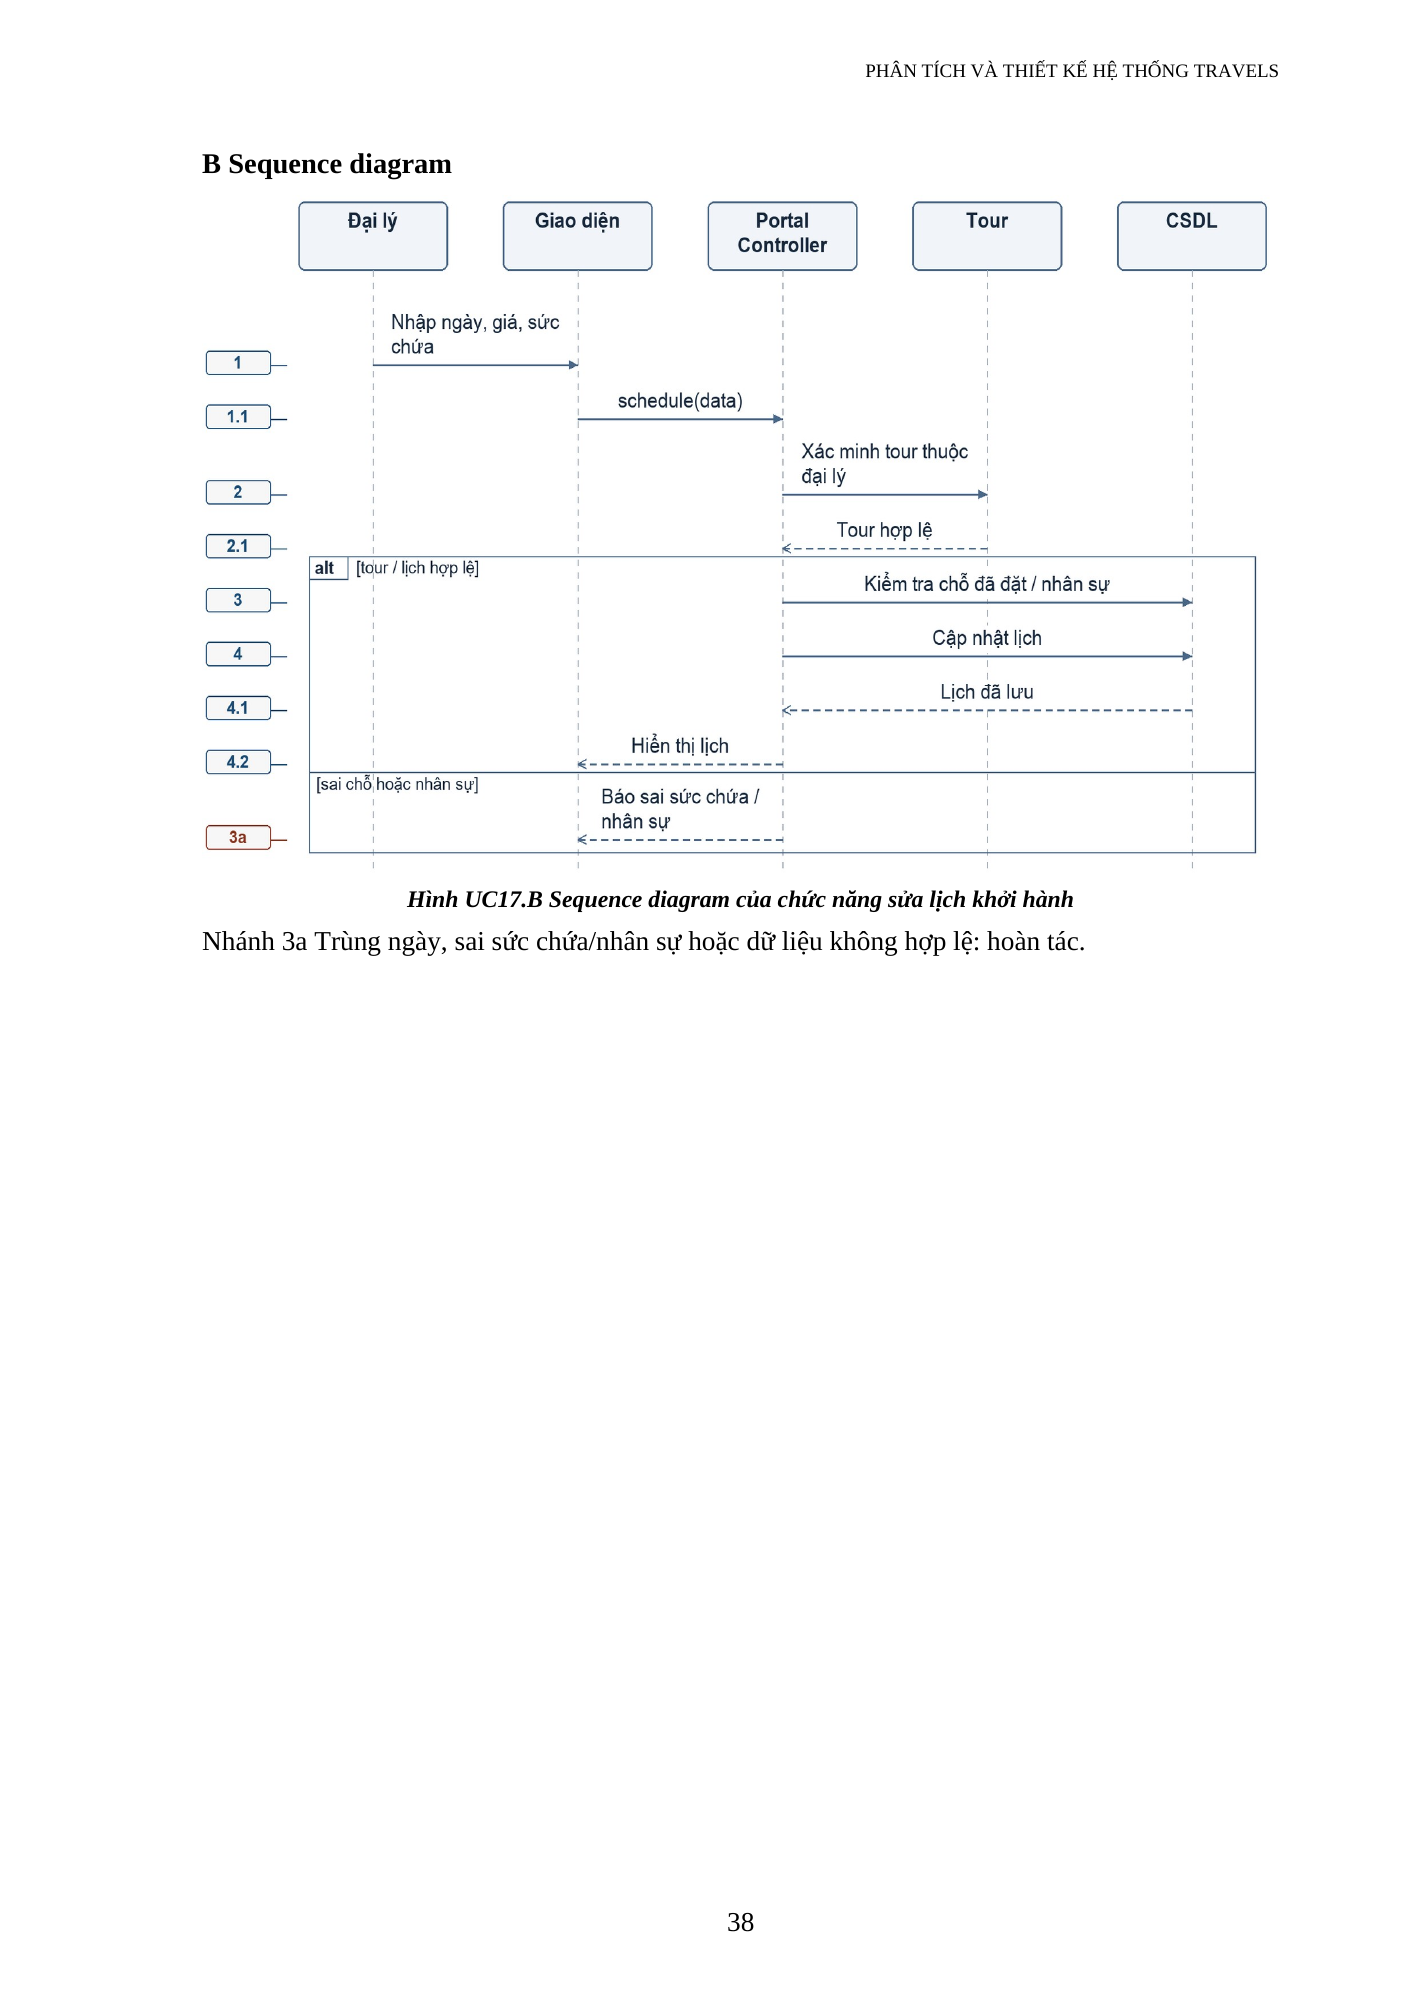 PHÂN TÍCH VÀ THIẾT KẾ HỆ THỐNG TRAVELS
B Sequence diagram
Đại lý
Giao diện
Portal
Controller
Tour
CSDL
Nhập ngày, giá, sức
chứa
1
schedule(data)
1.1
Xác minh tour thuộc
đại lý
2
Tour hợp lệ
2.1
alt [tour / lịch hợp lệ]
Kiểm tra chỗ đã đặt / nhân sự
3
Cập nhật lịch
4
Lịch đã lưu
4.1
Hiển thị lịch
4.2
[sai chỗ hoặc nhân sự]
Báo sai sức chứa /
nhân sự
3a
Hình UC17.B Sequence diagram của chức năng sửa lịch khởi hành
Nhánh 3a Trùng ngày, sai sức chứa/nhân sự hoặc dữ liệu không hợp lệ: hoàn tác.
38